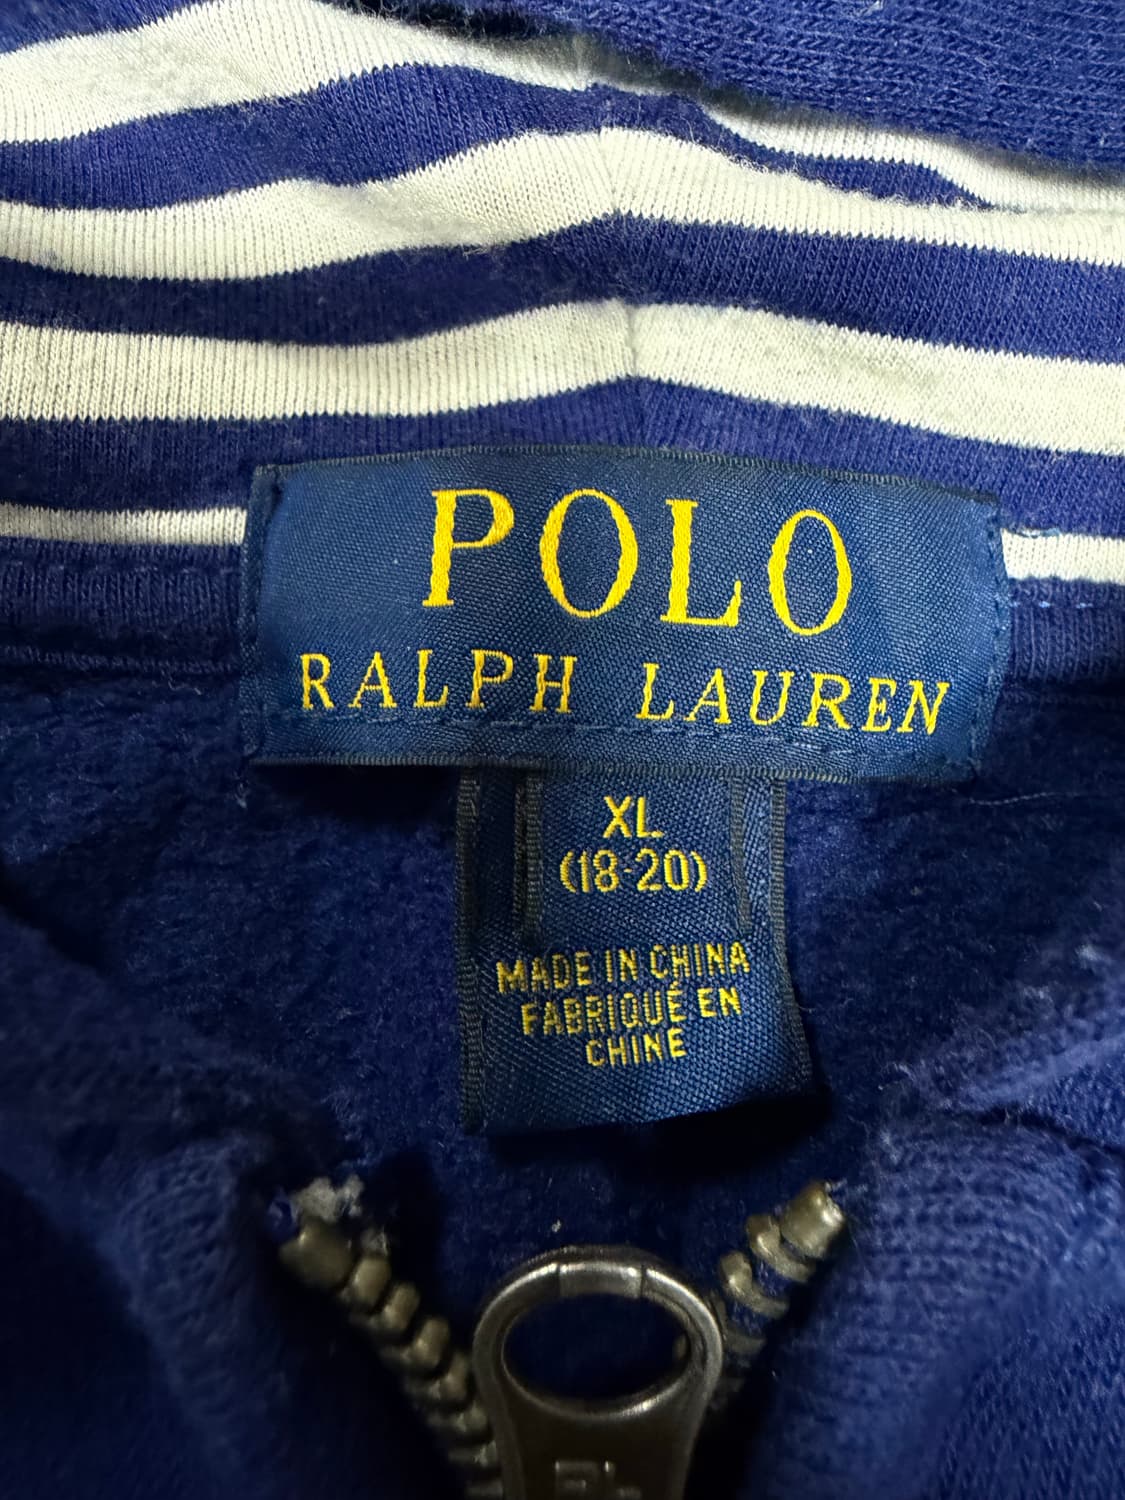 POLO
RALPH LAUREN
XL
(18-20)
MADE IN CHINA
FABRIQUÉ EN
CHINE